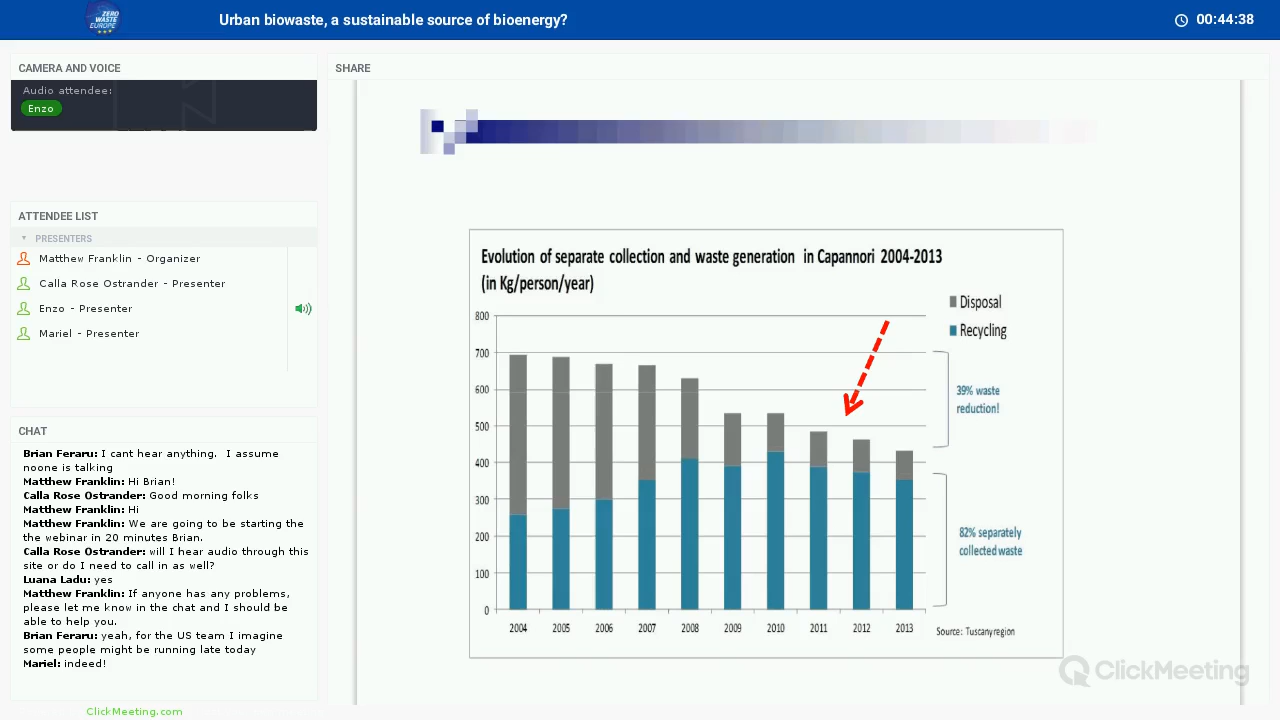 ZERO WASTE EUROPE
Urban biowaste, a sustainable source of bioenergy?
00:44:38
CAMERA AND VOICE
Audio attendee:
Enzo
ATTENDEE LIST
PRESENTERS
Matthew Franklin - Organizer
Calla Rose Ostrander - Presenter
Enzo - Presenter
Mariel - Presenter
CHAT
Brian Feraru: I cant hear anything. I assume
noone is talking
Matthew Franklin: Hi Brian!
Calla Rose Ostrander: Good morning folks
Matthew Franklin: Hi
Matthew Franklin: We are going to be starting the
the webinar in 20 minutes Brian.
Calla Rose Ostrander: will I hear audio through this
site or do I need to call in as well?
Luana Ladu: yes
Matthew Franklin: If anyone has any problems,
please let me know in the chat and I should be
able to help you.
Brian Feraru: yeah, for the US team I imagine
some people might be running late today
Mariel: indeed!
ClickMeeting.com
SHARE
Evolution of separate collection and waste generation in Capannori 2004-2013
(in Kg/person/year)
Disposal
Recycling
800
700
600
500
400
300
200
100
0
39% waste
reduction!
82% separately
collected waste
2004 2005 2006 2007 2008 2009 2010 2011 2012 2013
Source: Tuscany region
ClickMeeting